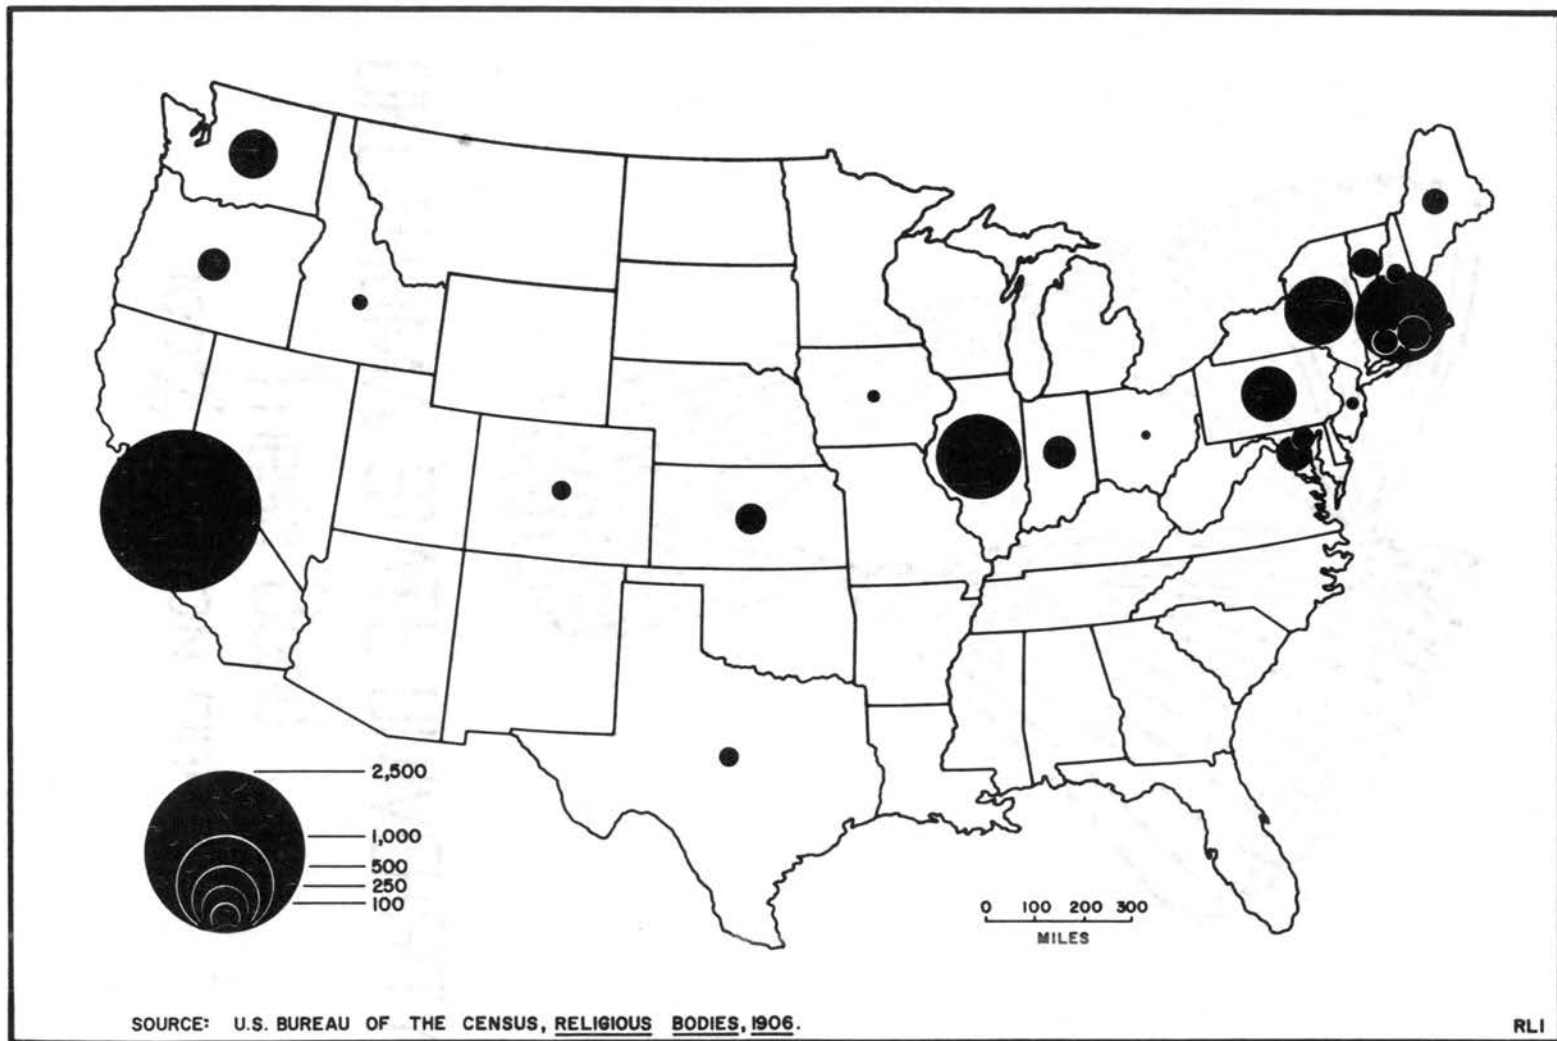 2,500
1,000
500
250
100
0 100 200 300
MILES
SOURCE: U.S. BUREAU OF THE CENSUS, RELIGIOUS BODIES, 1906.
RLI